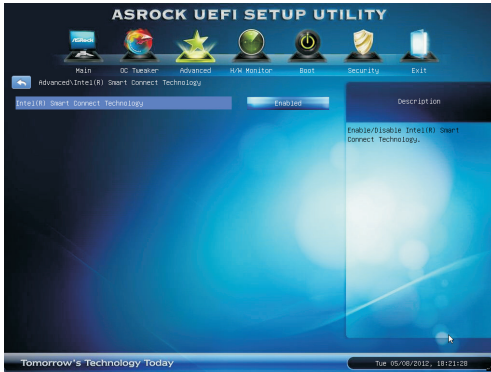 ASROCK UEFI SETUP UTILITY
ASRock
Main OC Tweaker Advanced H/W Monitor Boot Security Exit
Advanced\Intel(R) Smart Connect Technology
Intel(R) Smart Connect Technology Enabled
Description
Enable/Disable Intel(R) Smart
Connect Technology.
Tomorrow's Technology Today
Tue 05/08/2012, 18:21:28